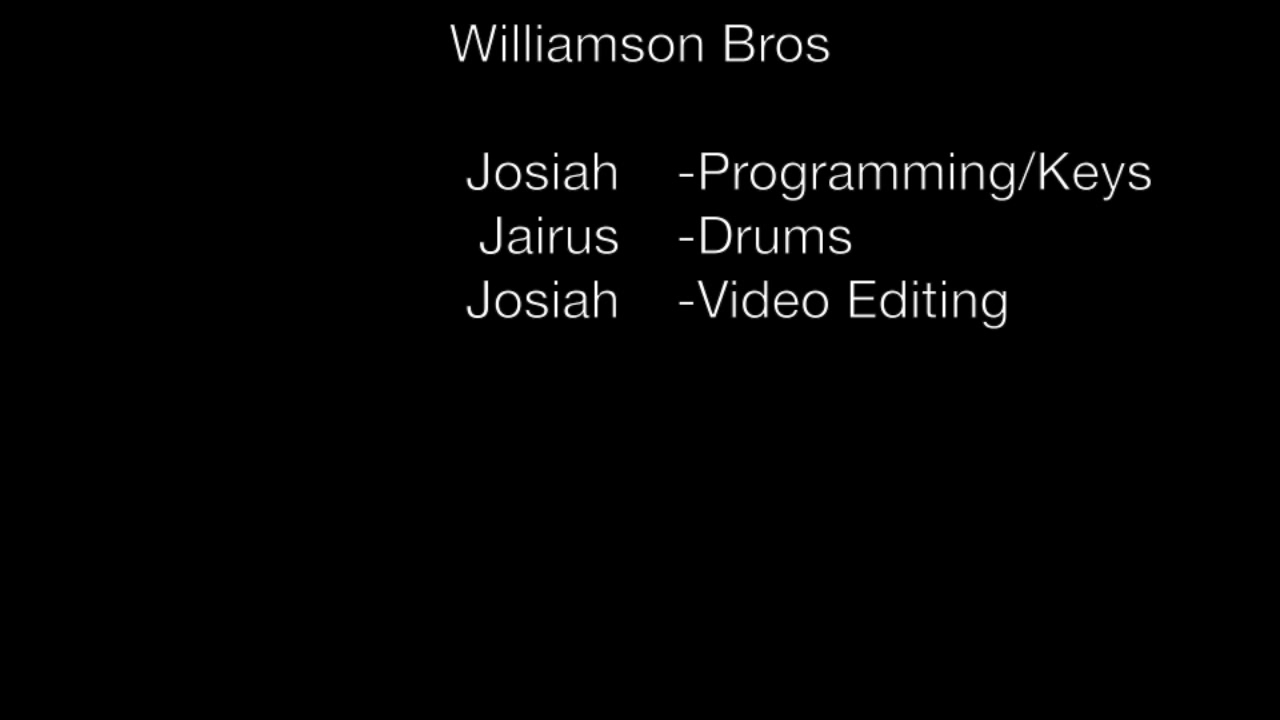 Williamson Bros
Josiah -Programming/Keys
Jairus -Drums
Josiah -Video Editing